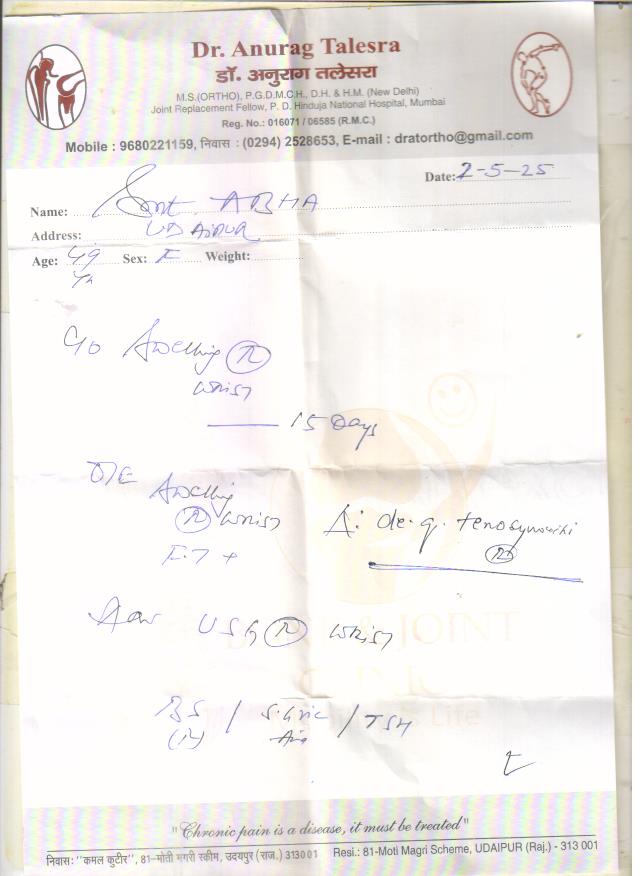 Dr. Anurag Talesra
डॉ. अनुराग तलेसरा
M.S.(ORTHO), P.G.D.M.C.H., D.H. & H.M. (New Delhi)
Joint Replacement Fellow, P. D. Hinduja National Hospital, Mumbai
Reg. No.: 016071 / 06585 (R.M.C.)
Mobile : 9680221159, निवास : (0294) 2528653, E-mail : dratortho@gmail.com
Date: 2-5-25
Name: Smt. ABHA
Address: UDAIPUR
Age: 49 Sex: F Weight:
Yr
C/o Swelling (R)
WRIST
15 Days
O/E Swelling
(R) WRIST
Δ: de. q. tenosynovitis
(R)
Adv USG (R) WRIST
BS / S. Uric / TSH
(R) Acid
JOINT
Life
"Chronic pain is a disease, it must be treated"
निवास: "कमल कुटीर", 81-मोती मगरी स्कीम, उदयपुर (राज.) 313001 Resi.: 81-Moti Magri Scheme, UDAIPUR (Raj.) - 313 001